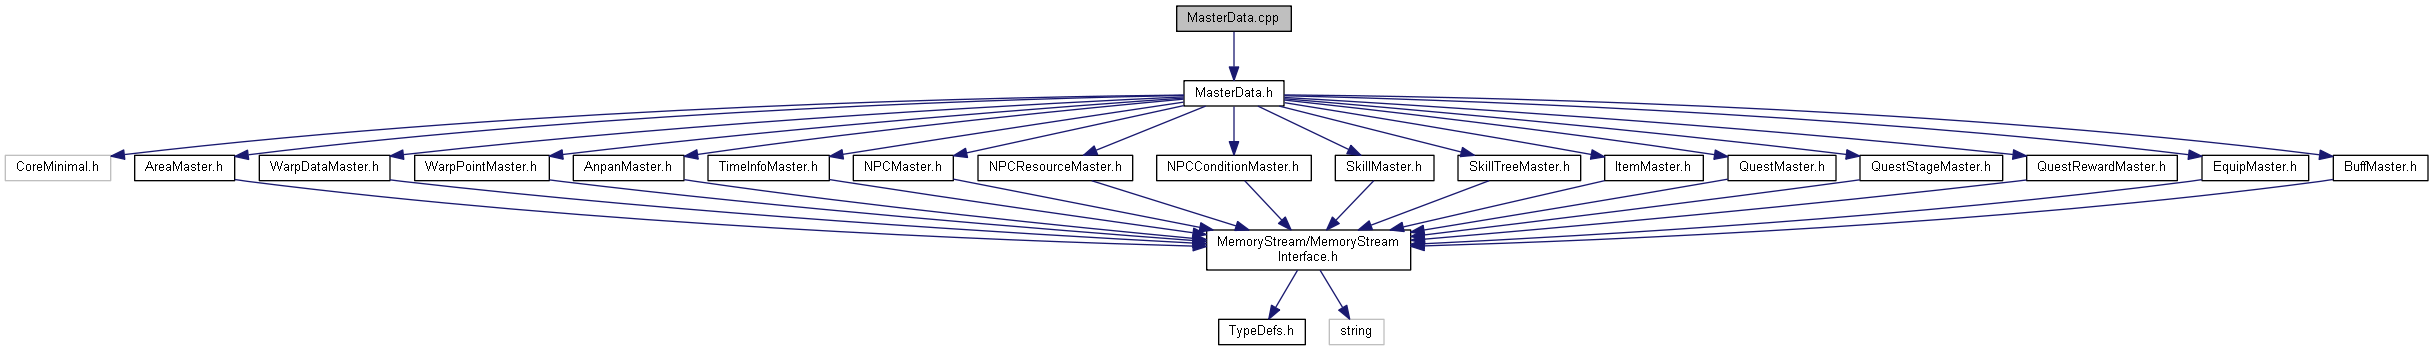 MasterData.cpp
MasterData.h
CoreMinimal.h
AreaMaster.h
WarpDataMaster.h
WarpPointMaster.h
AnpanMaster.h
TimeInfoMaster.h
NPCMaster.h
NPCResourceMaster.h
NPCConditionMaster.h
SkillMaster.h
SkillTreeMaster.h
ItemMaster.h
QuestMaster.h
QuestStageMaster.h
QuestRewardMaster.h
EquipMaster.h
BuffMaster.h
MemoryStream/MemoryStream
Interface.h
TypeDefs.h
string